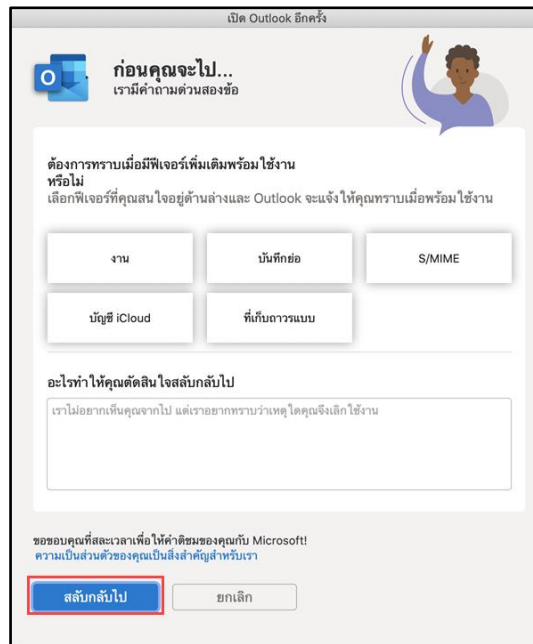 เปิด Outlook อีกครั้ง
ก่อนคุณจะไป...
เรามีคำถามด่วนสองข้อ
ต้องการทราบเมื่อมีฟีเจอร์เพิ่มเติมพร้อมใช้งาน
หรือไม่
เลือกฟีเจอร์ที่คุณสนใจอยู่ด้านล่างและ Outlook จะแจ้งให้คุณทราบเมื่อพร้อมใช้งาน
งาน
บันทึกย่อ
S/MIME
บัญชี iCloud
ที่เก็บถาวรแบบ
อะไรทำให้คุณตัดสินใจสลับกลับไป
เราไม่อยากเห็นคุณจากไป แต่เราอยากทราบว่าเหตุใดคุณจึงเลิกใช้งาน
ขอขอบคุณที่สละเวลาเพื่อให้คำติชมของคุณกับ Microsoft!
ความเป็นส่วนตัวของคุณเป็นสิ่งสำคัญสำหรับเรา
สลับกลับไป
ยกเลิก